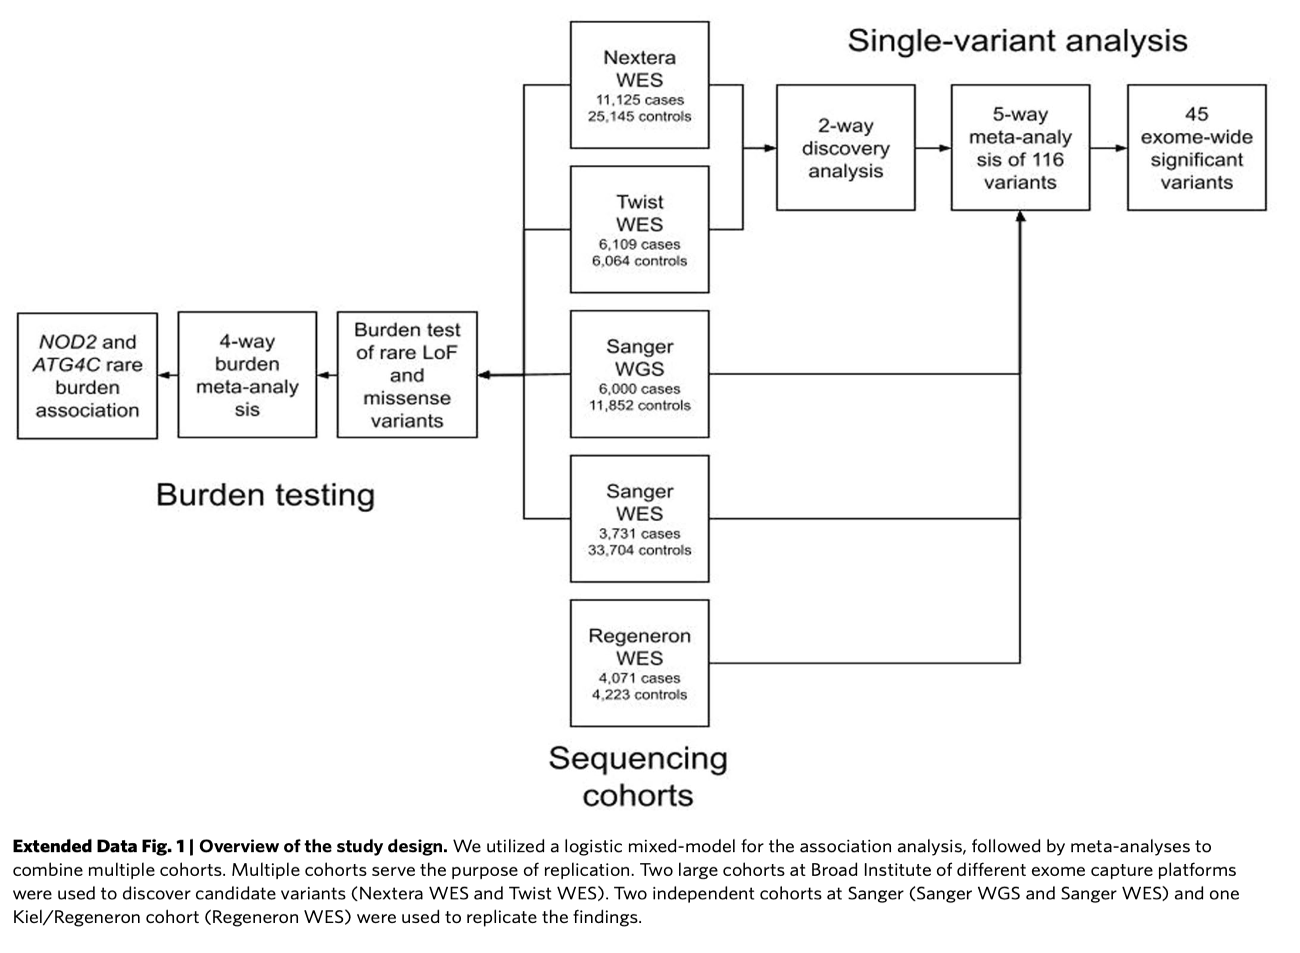 Single-variant analysis
Nextera
WES
11,125 cases
25,145 controls
2-way
discovery
analysis
5-way
meta-analy
sis of 116
variants
45
exome-wide
significant
variants
Twist
WES
6,109 cases
6,064 controls
NOD2 and
ATG4C rare
burden
association
4-way
burden
meta-analy
sis
Burden test
of rare LoF
and
missense
variants
Sanger
WGS
6,000 cases
11,852 controls
Burden testing
Sanger
WES
3,731 cases
33,704 controls
Regeneron
WES
4,071 cases
4,223 controls
Sequencing
cohorts
Extended Data Fig. 1 | Overview of the study design. We utilized a logistic mixed-model for the association analysis, followed by meta-analyses to
combine multiple cohorts. Multiple cohorts serve the purpose of replication. Two large cohorts at Broad Institute of different exome capture platforms
were used to discover candidate variants (Nextera WES and Twist WES). Two independent cohorts at Sanger (Sanger WGS and Sanger WES) and one
Kiel/Regeneron cohort (Regeneron WES) were used to replicate the findings.